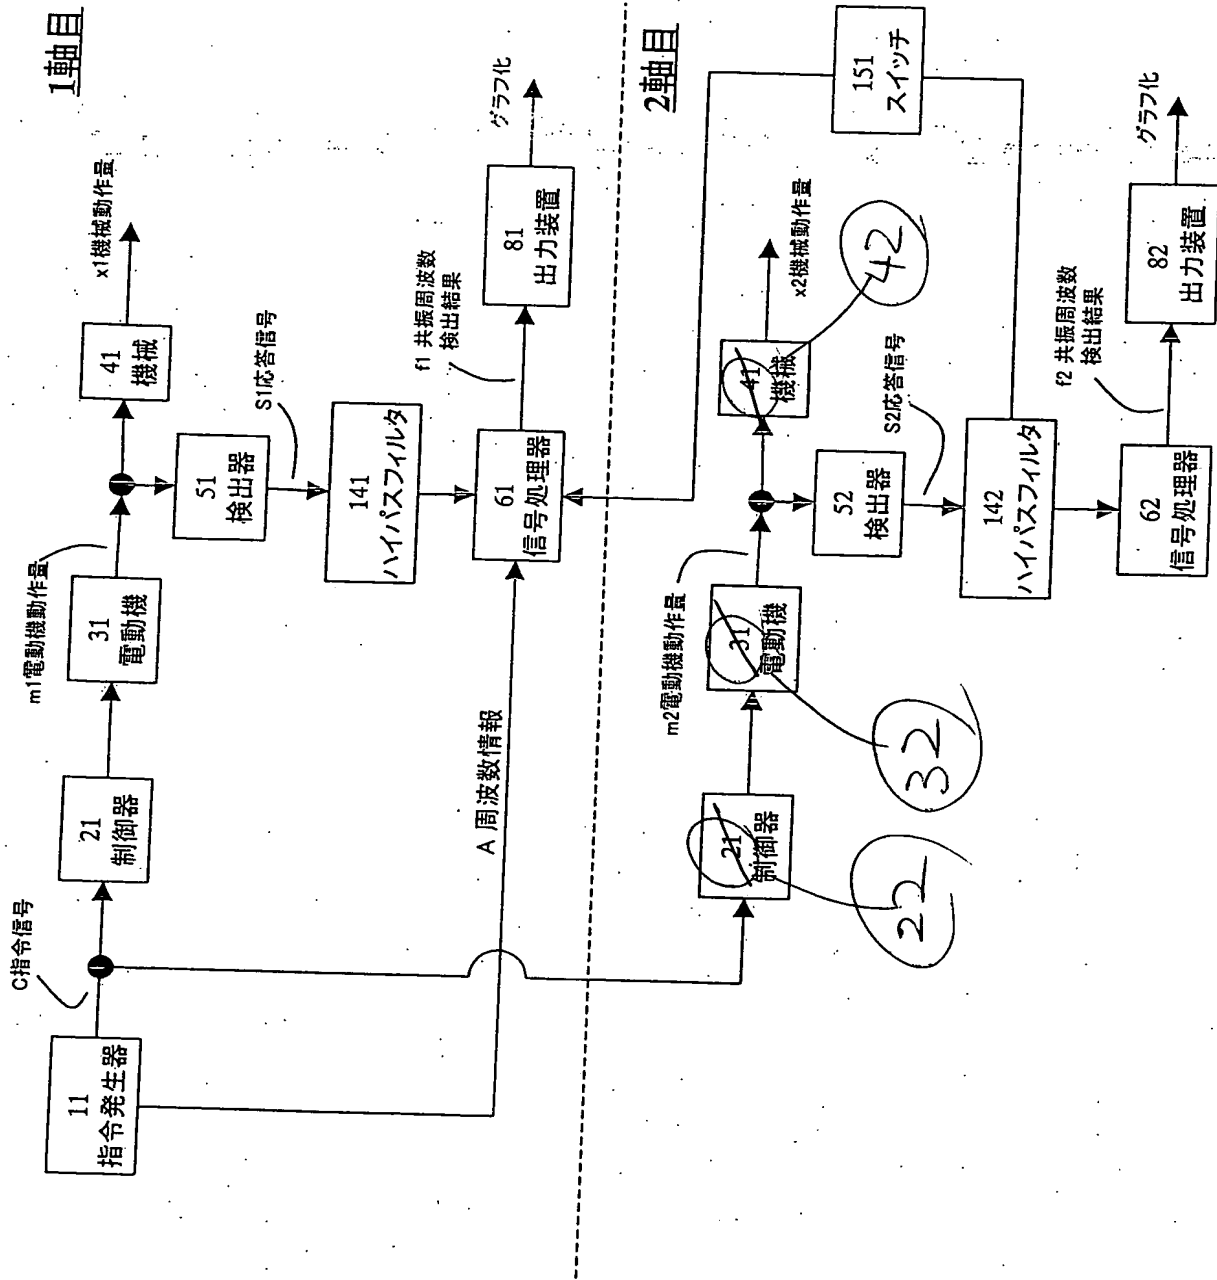 1軸目
C指令信号
11
指令発生器
21
制御器
m1電動機動作量
31
電動機
41
機械
x1機械動作量
51
検出器
S1応答信号
141
ハイパスフィルタ
A 周波数情報
61
信号処理器
f1 共振周波数
検出結果
81
出力装置
グラフ化
2軸目
21
制御器
22
m2電動機動作量
31
電動機
32
41
機械
42
x2機械動作量
52
検出器
S2応答信号
142
ハイパスフィルタ
151
スイッチ
62
信号処理器
f2 共振周波数
検出結果
82
出力装置
グラフ化